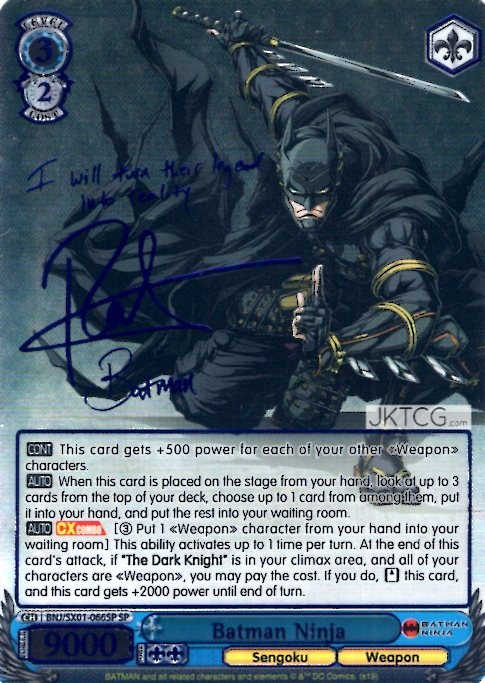 LEVEL
3
2
COST
I will turn their legend
into reality
Batman
JKTCG.com
CONT This card gets +500 power for each of your other «Weapon»
characters.
AUTO When this card is placed on the stage from your hand, look at up to 3
cards from the top of your deck, choose up to 1 card from among them, put
it into your hand, and put the rest into your waiting room.
AUTO CXCOMBO [③ Put 1 «Weapon» character from your hand into your
waiting room] This ability activates up to 1 time per turn. At the end of this
card's attack, if "The Dark Knight" is in your climax area, and all of your
characters are «Weapon», you may pay the cost. If you do, [↑] this card,
and this card gets +2000 power until end of turn.
CH BNJ/SX01-066SP SP
9000
Batman Ninja
BATMAN
NINJA
Sengoku Weapon
BATMAN and all related characters and elements © &™ DC Comics. (s19)